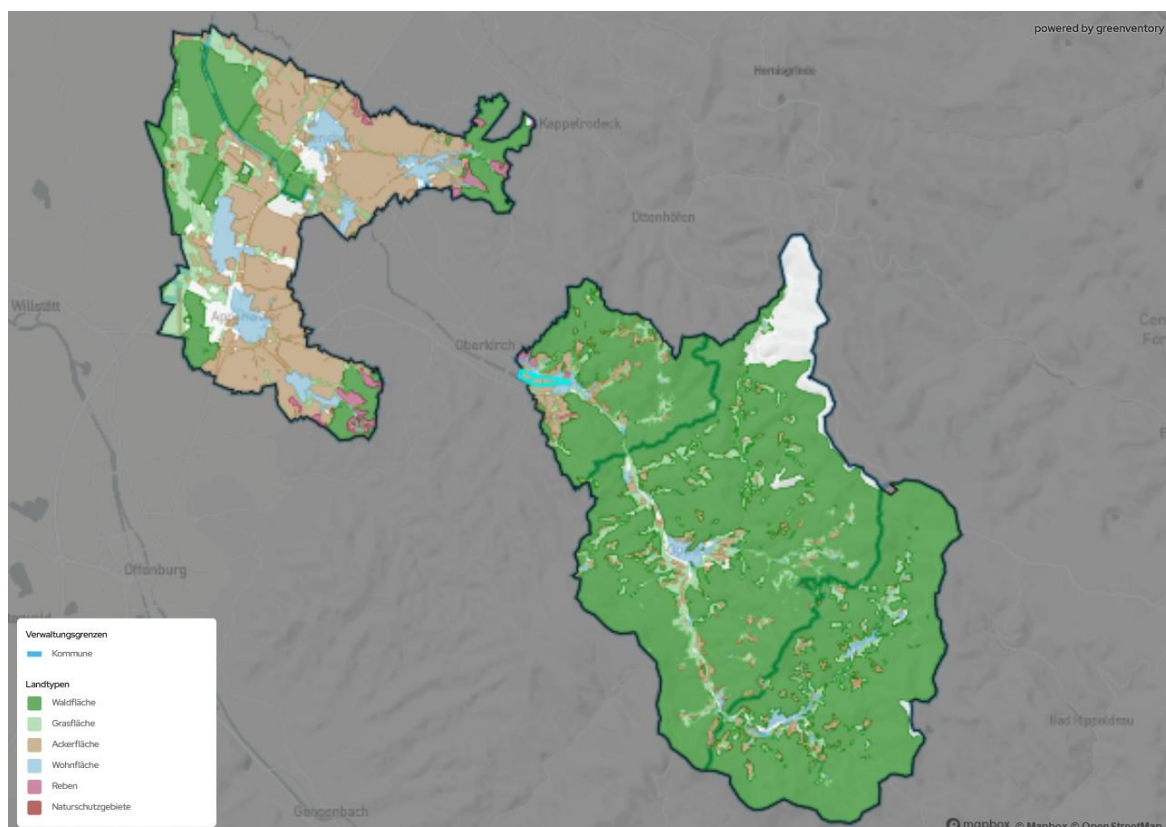 powered by greenventory
Hornisgrinde
Kappelrodeck
Ottenhöfen
Willstätt
Oberkirch
Offenburg
Verwaltungsgrenzen
Kommune
Landtypen
Waldfläche
Grasfläche
Ackerfläche
Wohnfläche
Reben
Naturschutzgebiete
Bad Rippoldsau
Gengenbach
mapbox © Mapbox © OpenStreetMap